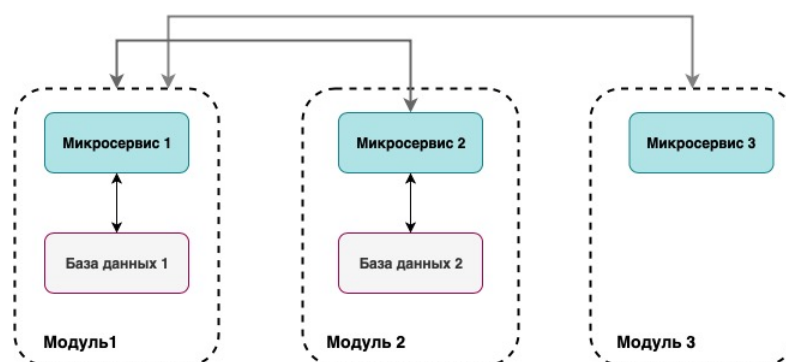 Микросервис 1
Микросервис 2
Микросервис 3
База данных 1
База данных 2
Модуль1
Модуль 2
Модуль 3